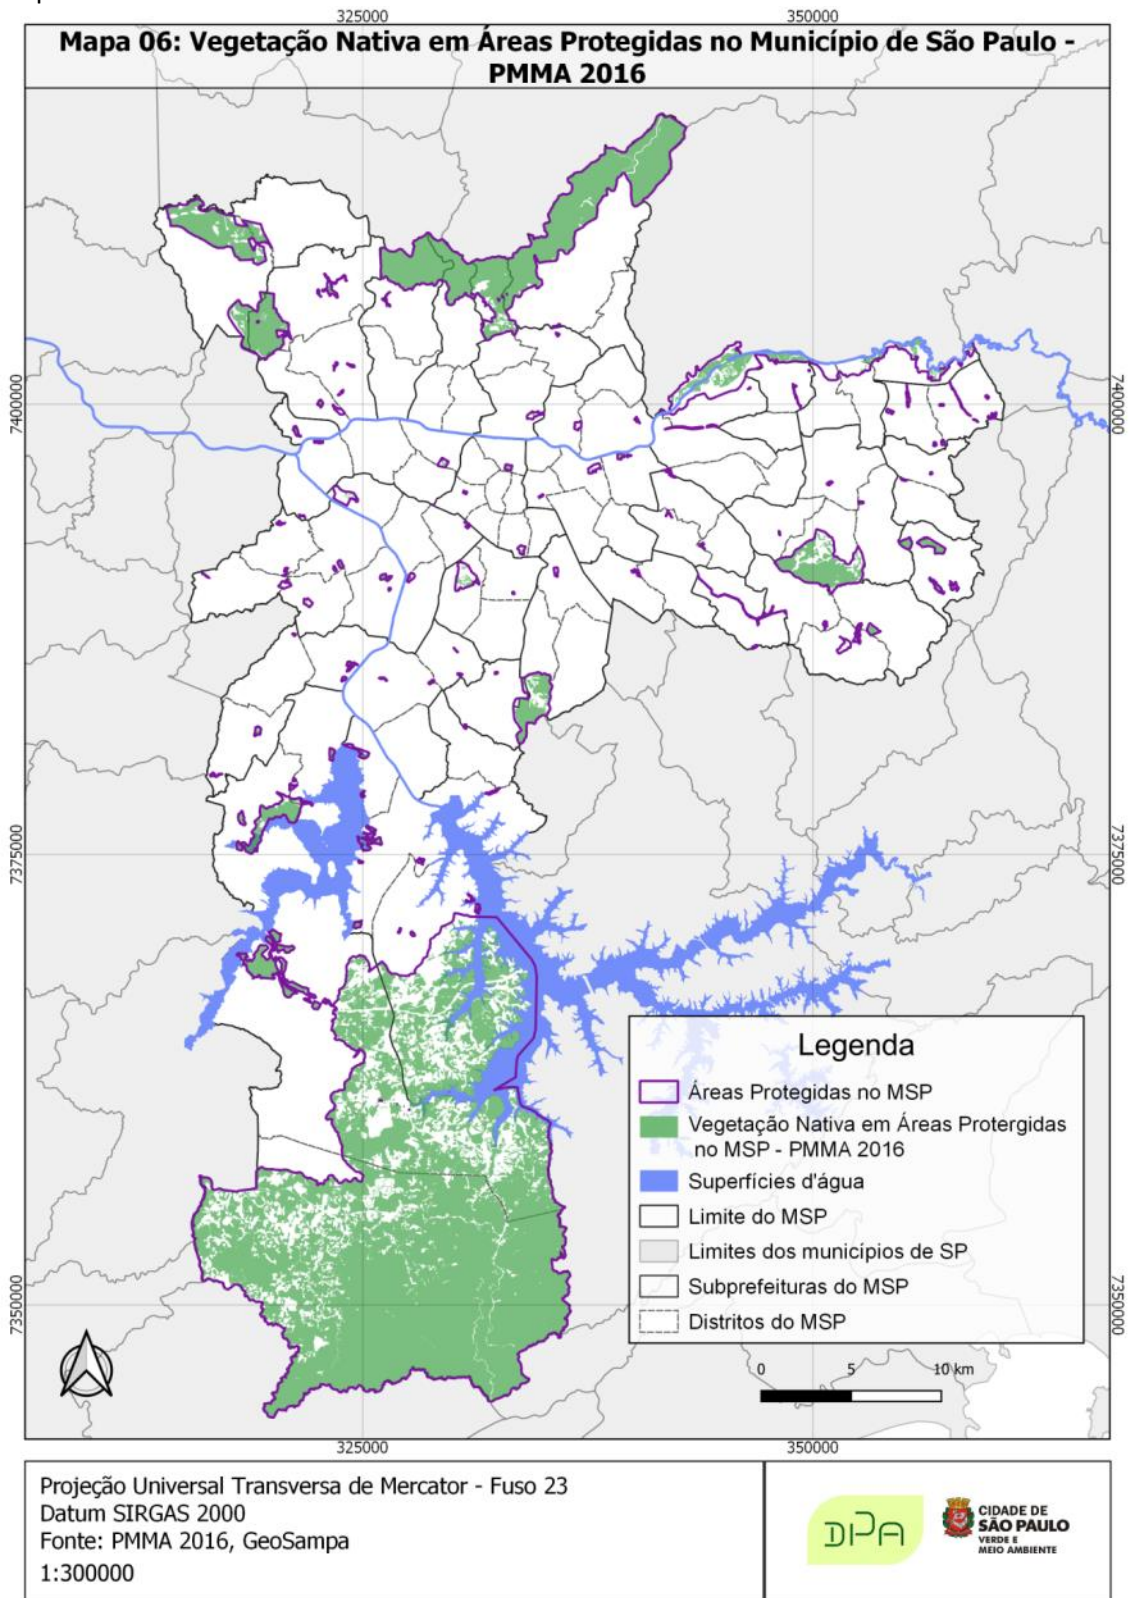 325000
350000
Mapa 06: Vegetação Nativa em Áreas Protegidas no Município de São Paulo -
PMMA 2016
7400000
7400000
7375000
7375000
Legenda
Áreas Protegidas no MSP
Vegetação Nativa em Áreas Protergidas
no MSP - PMMA 2016
Superfícies d'água
Limite do MSP
Limites dos municípios de SP
Subprefeituras do MSP
Distritos do MSP
7350000
7350000
0 5 10 km
325000
350000
Projeção Universal Transversa de Mercator - Fuso 23
Datum SIRGAS 2000
Fonte: PMMA 2016, GeoSampa
1:300000
DPA
CIDADE DE
SÃO PAULO
VERDE E
MEIO AMBIENTE